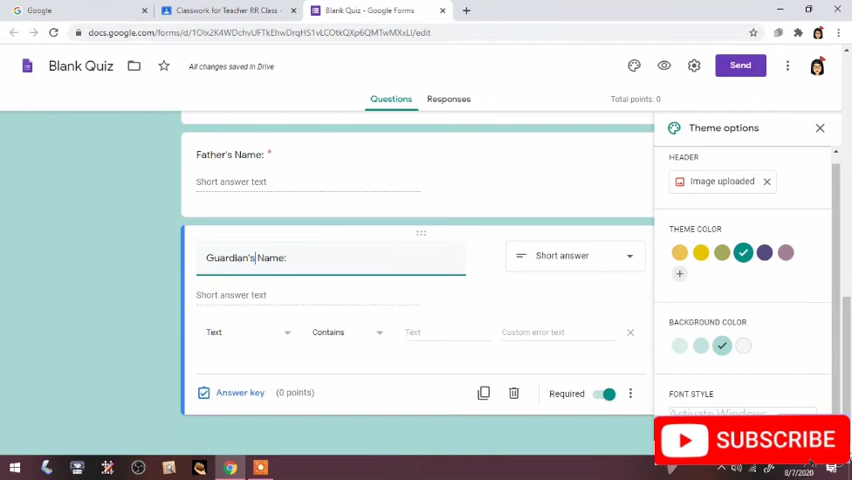 Google
Classwork for Teacher RR Class -
Blank Quiz - Google Forms
docs.google.com/forms/d/1Olx2K4WDchvUFTkEhwDrqHS1vLCOtkQXp6QMTwMXxLI/edit
Blank Quiz
All changes saved in Drive
Send
Questions
Responses
Total points: 0
Theme options
HEADER
Image uploaded
Father's Name: *
Short answer text
THEME COLOR
Guardian's Name:
Short answer
Short answer text
Text
Contains
Text
Custom error text
BACKGROUND COLOR
Answer key
(0 points)
Required
FONT STYLE
Activate Windows
SUBSCRIBE
8/7/2020